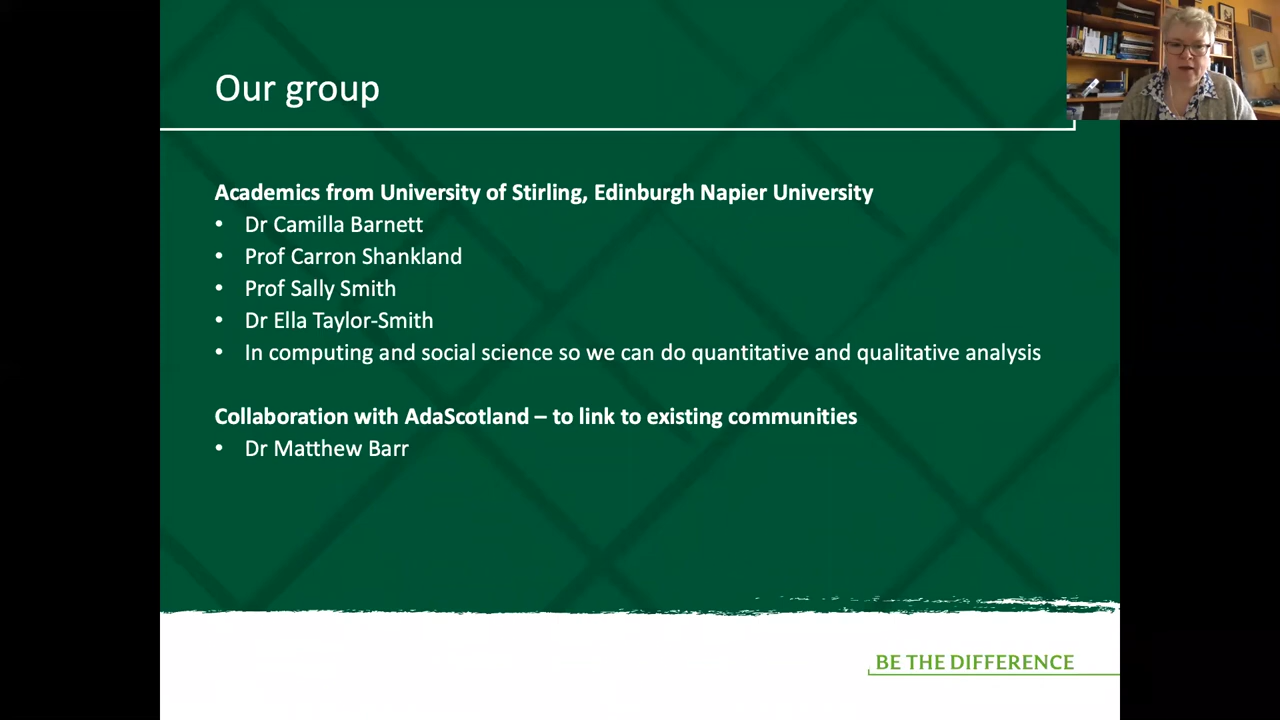 Our group
Academics from University of Stirling, Edinburgh Napier University
• Dr Camilla Barnett
• Prof Carron Shankland
• Prof Sally Smith
• Dr Ella Taylor-Smith
• In computing and social science so we can do quantitative and qualitative analysis
Collaboration with AdaScotland – to link to existing communities
• Dr Matthew Barr
BE THE DIFFERENCE